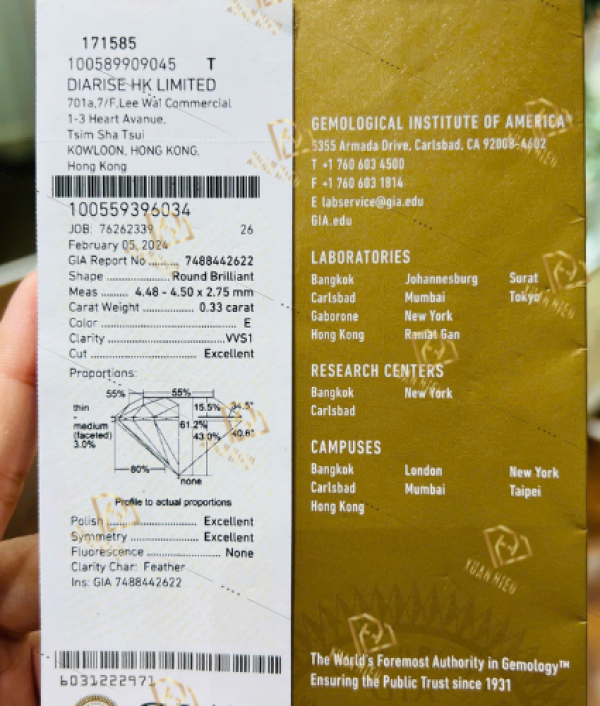 171585
100589909045 T
DIARISE HK LIMITED
701a,7/F,Lee Wai Commercial
1-3 Heart Avenue,
Tsim Sha Tsui
KOWLOON, HONG KONG,
Hong Kong
100559396034
JOB: 76262339 26
February 05, 2024
GIA Report No ........ 7488442622
Shape ............ Round Brilliant
Meas ....... 4.48 - 4.50 x 2.75 mm
Carat Weight ............ 0.33 carat
Color ............ E
Clarity ............ VVS1
Cut ............ Excellent
Proportions:
55% 55%
thin
-
medium
(faceted)
3.0%
15.5% 34.5°
61.2%
43.0% 40.6°
80%
none
Profile to actual proportions
Polish ............ Excellent
Symmetry ............ Excellent
Fluorescence ............ None
Clarity Char: Feather
Ins: GIA 7488442622
6031222971
GEMOLOGICAL INSTITUTE OF AMERICA®
5355 Armada Drive, Carlsbad, CA 92008-4602
T +1 760 603 4500
F +1 760 603 1814
E labservice@gia.edu
GIA.edu
LABORATORIES
Bangkok Johannesburg Surat
Carlsbad Mumbai Tokyo
Gaborone New York
Hong Kong Ramat Gan
RESEARCH CENTERS
Bangkok New York
Carlsbad
CAMPUSES
Bangkok London New York
Carlsbad Mumbai Taipei
Hong Kong
The World's Foremost Authority in Gemology™
Ensuring the Public Trust since 1931
XUAN HIEU